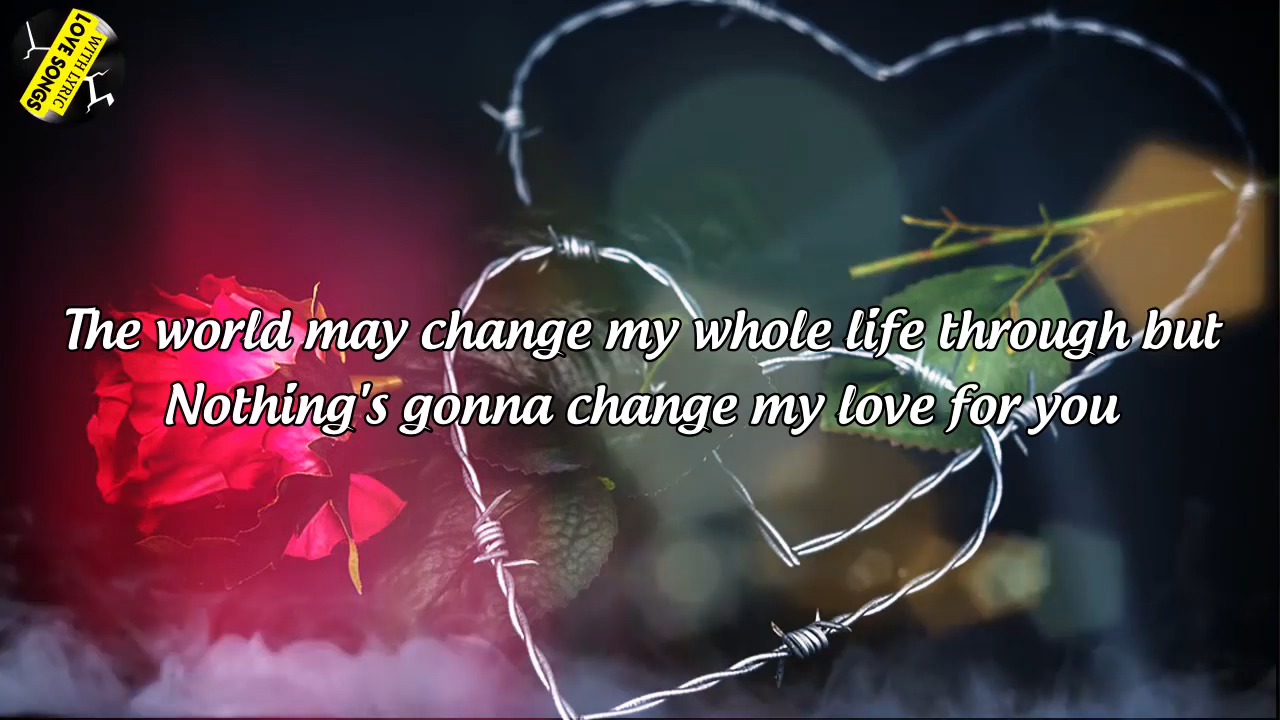 LOVE SONGS
WITH LYRIC
The world may change my whole life through but
Nothing's gonna change my love for you